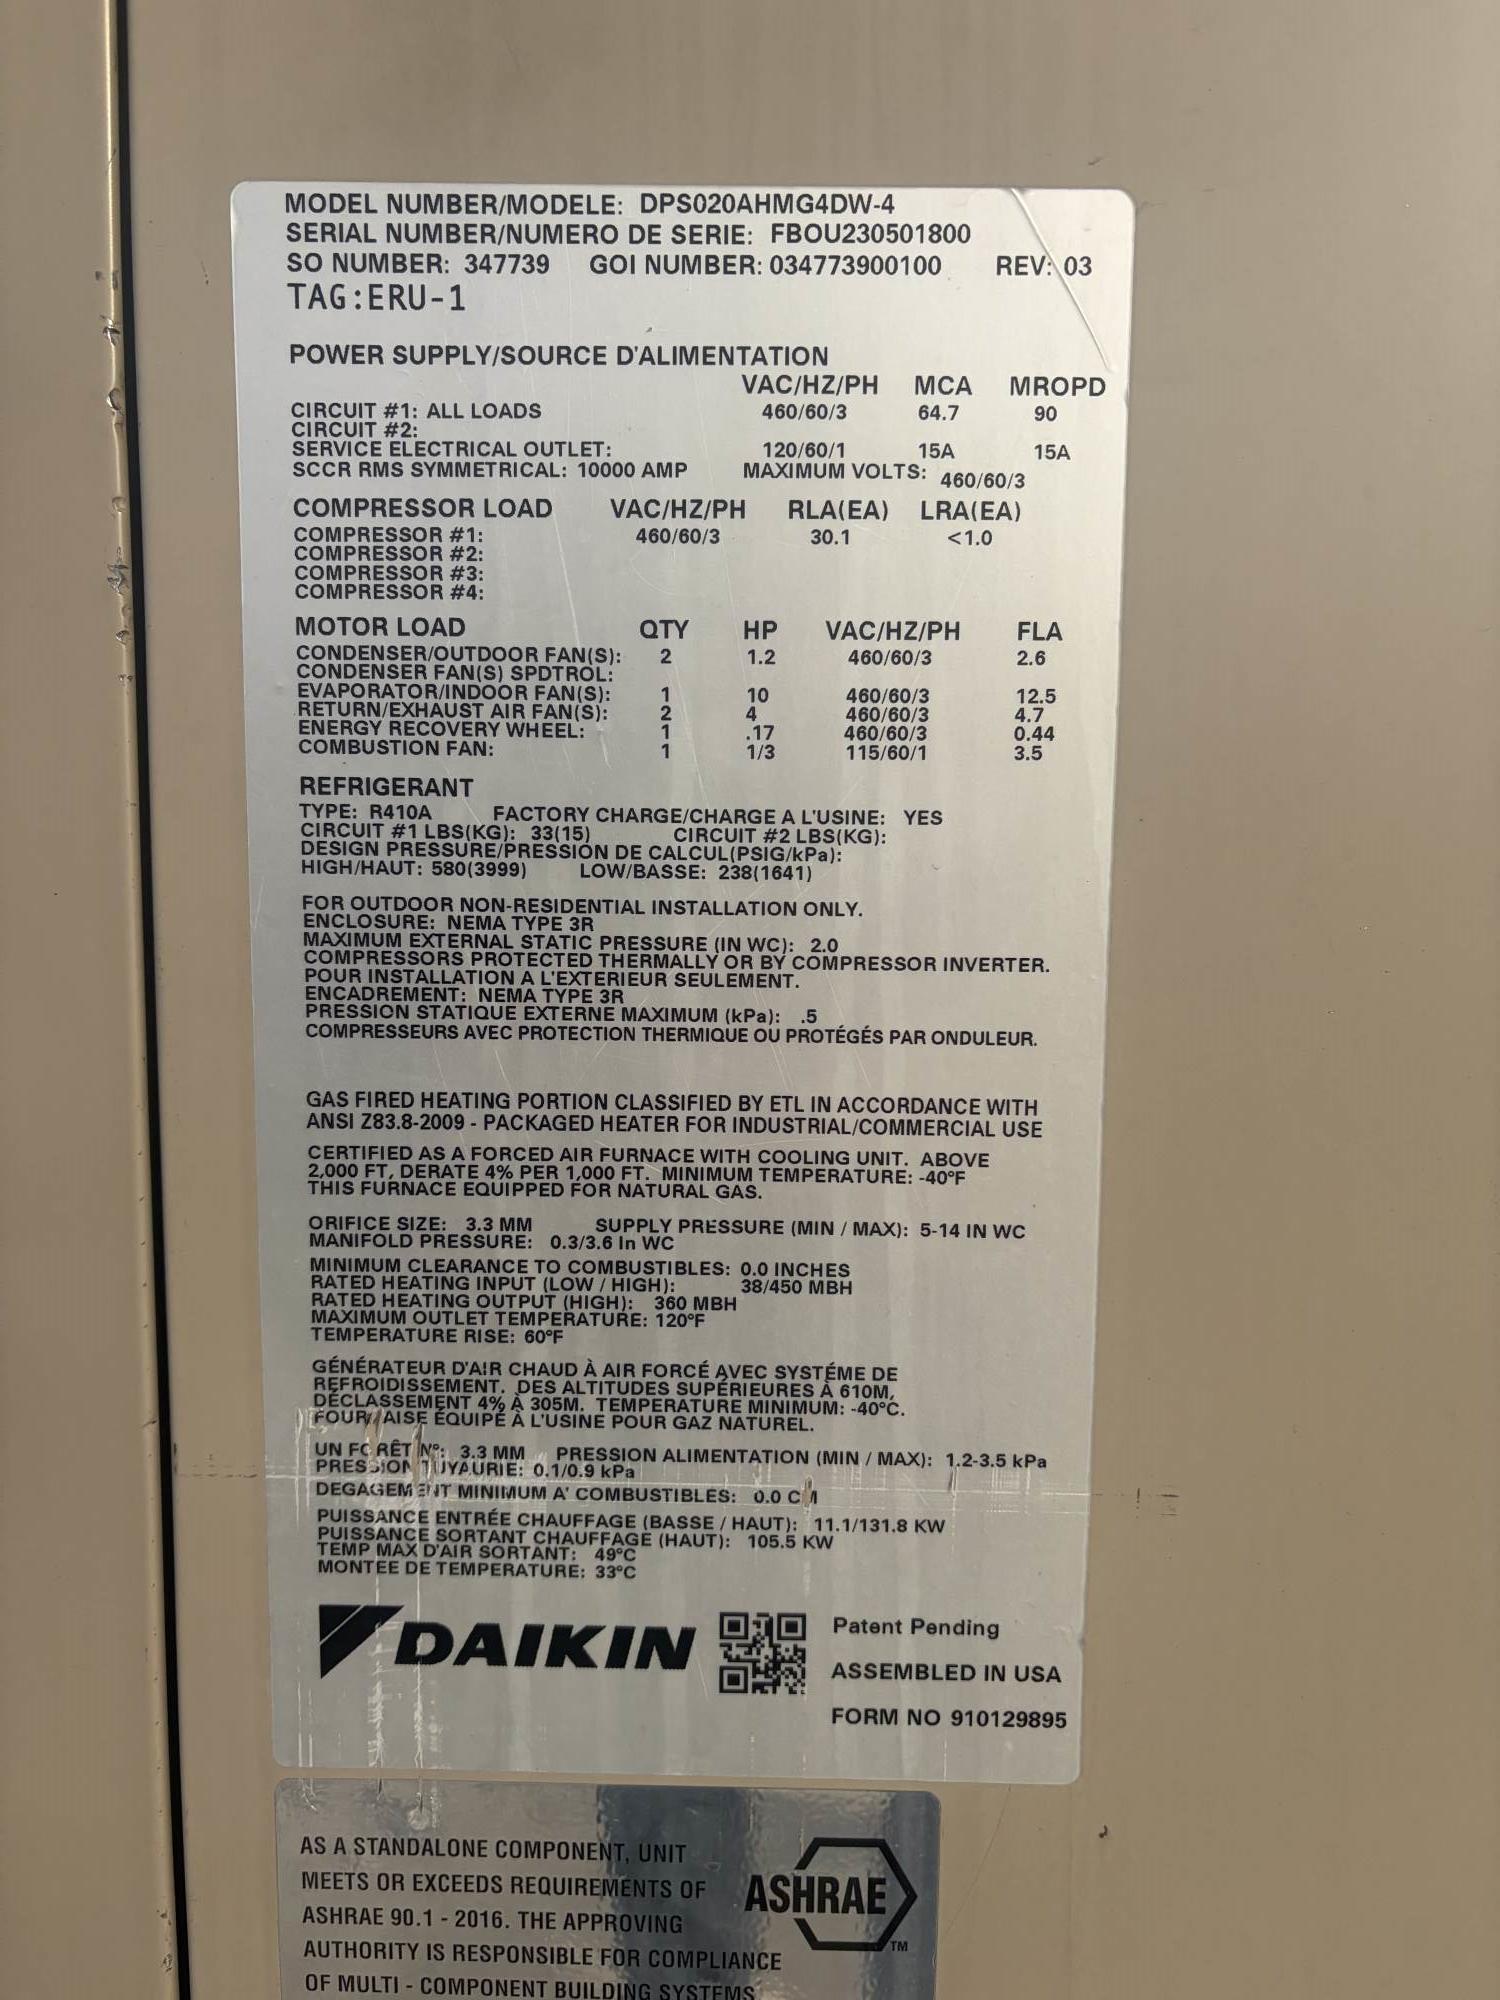 MODEL NUMBER/MODELE: DPS020AHMG4DW-4
SERIAL NUMBER/NUMERO DE SERIE: FBOU230501800
SO NUMBER: 347739 GOI NUMBER: 034773900100 REV: 03
TAG:ERU-1
POWER SUPPLY/SOURCE D'ALIMENTATION
VAC/HZ/PH MCA MROPD
CIRCUIT #1: ALL LOADS 460/60/3 64.7 90
CIRCUIT #2:
SERVICE ELECTRICAL OUTLET: 120/60/1 15A 15A
SCCR RMS SYMMETRICAL: 10000 AMP MAXIMUM VOLTS: 460/60/3
COMPRESSOR LOAD VAC/HZ/PH RLA(EA) LRA(EA)
COMPRESSOR #1: 460/60/3 30.1 <1.0
COMPRESSOR #2:
COMPRESSOR #3:
COMPRESSOR #4:
MOTOR LOAD QTY HP VAC/HZ/PH FLA
CONDENSER/OUTDOOR FAN(S): 2 1.2 460/60/3 2.6
CONDENSER FAN(S) SPDTROL:
EVAPORATOR/INDOOR FAN(S): 1 10 460/60/3 12.5
RETURN/EXHAUST AIR FAN(S): 2 4 460/60/3 4.7
ENERGY RECOVERY WHEEL: 1 .17 460/60/3 0.44
COMBUSTION FAN: 1 1/3 115/60/1 3.5
REFRIGERANT
TYPE: R410A FACTORY CHARGE/CHARGE A L'USINE: YES
CIRCUIT #1 LBS(KG): 33(15) CIRCUIT #2 LBS(KG):
DESIGN PRESSURE/PRESSION DE CALCUL(PSIG/kPa):
HIGH/HAUT: 580(3999) LOW/BASSE: 238(1641)
FOR OUTDOOR NON-RESIDENTIAL INSTALLATION ONLY.
ENCLOSURE: NEMA TYPE 3R
MAXIMUM EXTERNAL STATIC PRESSURE (IN WC): 2.0
COMPRESSORS PROTECTED THERMALLY OR BY COMPRESSOR INVERTER.
POUR INSTALLATION A L'EXTERIEUR SEULEMENT.
ENCADREMENT: NEMA TYPE 3R
PRESSION STATIQUE EXTERNE MAXIMUM (kPa): .5
COMPRESSEURS AVEC PROTECTION THERMIQUE OU PROTÉGÉS PAR ONDULEUR.
GAS FIRED HEATING PORTION CLASSIFIED BY ETL IN ACCORDANCE WITH
ANSI Z83.8-2009 - PACKAGED HEATER FOR INDUSTRIAL/COMMERCIAL USE
CERTIFIED AS A FORCED AIR FURNACE WITH COOLING UNIT. ABOVE
2,000 FT, DERATE 4% PER 1,000 FT. MINIMUM TEMPERATURE: -40°F
THIS FURNACE EQUIPPED FOR NATURAL GAS.
ORIFICE SIZE: 3.3 MM SUPPLY PRESSURE (MIN / MAX): 5-14 IN WC
MANIFOLD PRESSURE: 0.3/3.6 In WC
MINIMUM CLEARANCE TO COMBUSTIBLES: 0.0 INCHES
RATED HEATING INPUT (LOW / HIGH): 38/450 MBH
RATED HEATING OUTPUT (HIGH): 360 MBH
MAXIMUM OUTLET TEMPERATURE: 120°F
TEMPERATURE RISE: 60°F
GÉNÉRATEUR D'AIR CHAUD À AIR FORCÉ AVEC SYSTÉME DE
REFROIDISSEMENT. DES ALTITUDES SUPÉRIEURES À 610M,
DÉCLASSEMENT 4% À 305M. TEMPERATURE MINIMUM: -40°C.
FOURNAISE ÉQUIPÉ À L'USINE POUR GAZ NATUREL.
UN FORÊT N°: 3.3 MM PRESSION ALIMENTATION (MIN / MAX): 1.2-3.5 kPa
PRESSION TUYAURIE: 0.1/0.9 kPa
DEGAGEMENT MINIMUM A' COMBUSTIBLES: 0.0 CM
PUISSANCE ENTRÉE CHAUFFAGE (BASSE / HAUT): 11.1/131.8 KW
PUISSANCE SORTANT CHAUFFAGE (HAUT): 105.5 KW
TEMP MAX D'AIR SORTANT: 49°C
MONTEE DE TEMPERATURE: 33°C
DAIKIN
Patent Pending
ASSEMBLED IN USA
FORM NO 910129895
AS A STANDALONE COMPONENT, UNIT
MEETS OR EXCEEDS REQUIREMENTS OF
ASHRAE 90.1 - 2016. THE APPROVING
AUTHORITY IS RESPONSIBLE FOR COMPLIANCE
OF MULTI - COMPONENT BUILDING SYSTEMS
ASHRAE TM